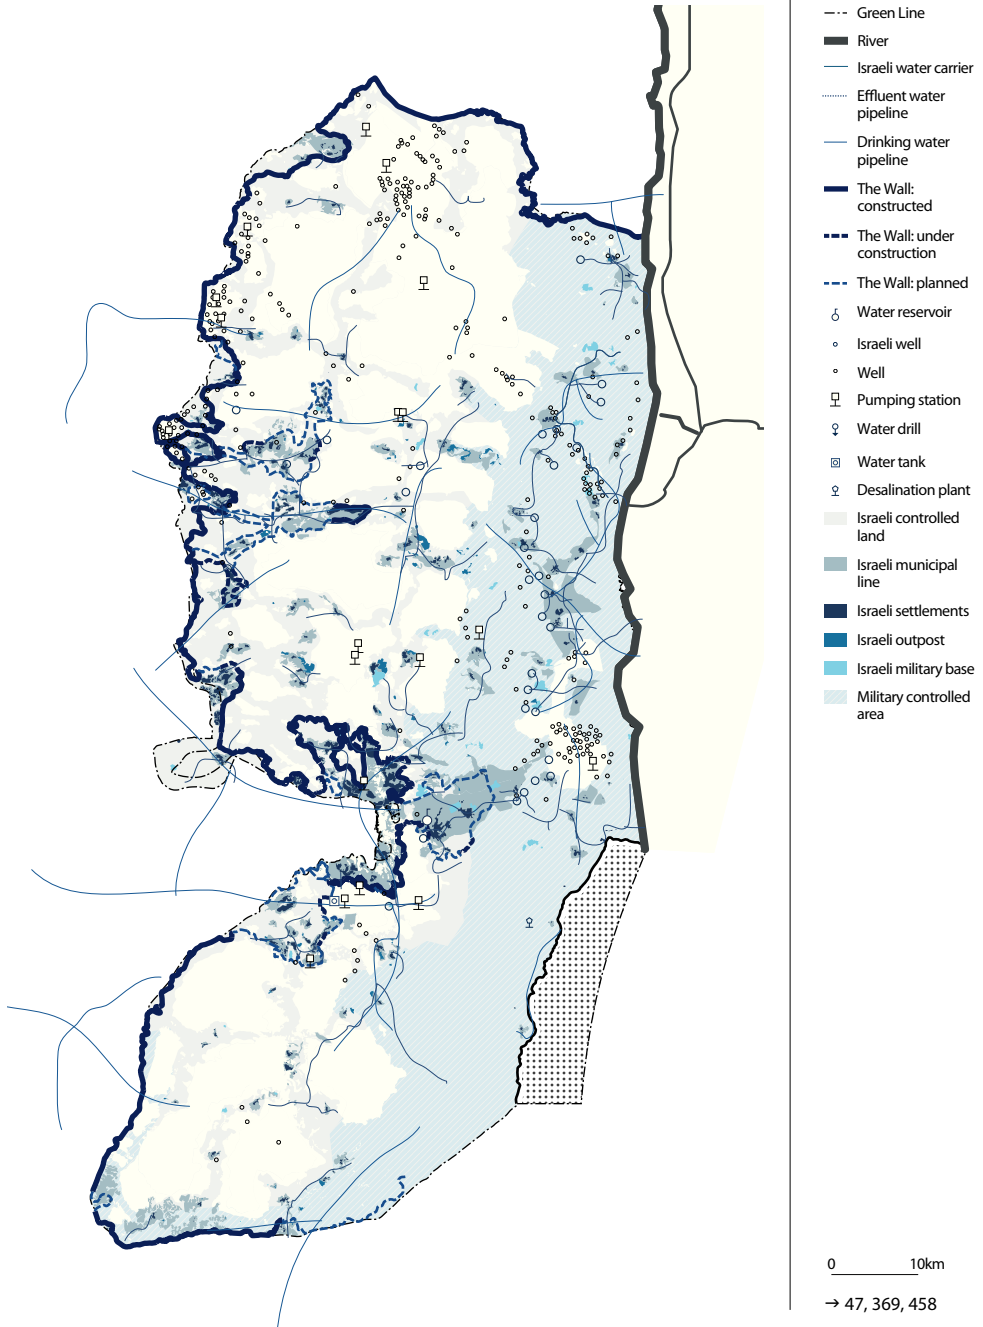 Green Line
River
Israeli water carrier
Effluent water
pipeline
Drinking water
pipeline
The Wall:
constructed
The Wall: under
construction
The Wall: planned
Water reservoir
Israeli well
Well
Pumping station
Water drill
Water tank
Desalination plant
Israeli controlled
land
Israeli municipal
line
Israeli settlements
Israeli outpost
Israeli military base
Military controlled
area
0 10km
→ 47, 369, 458